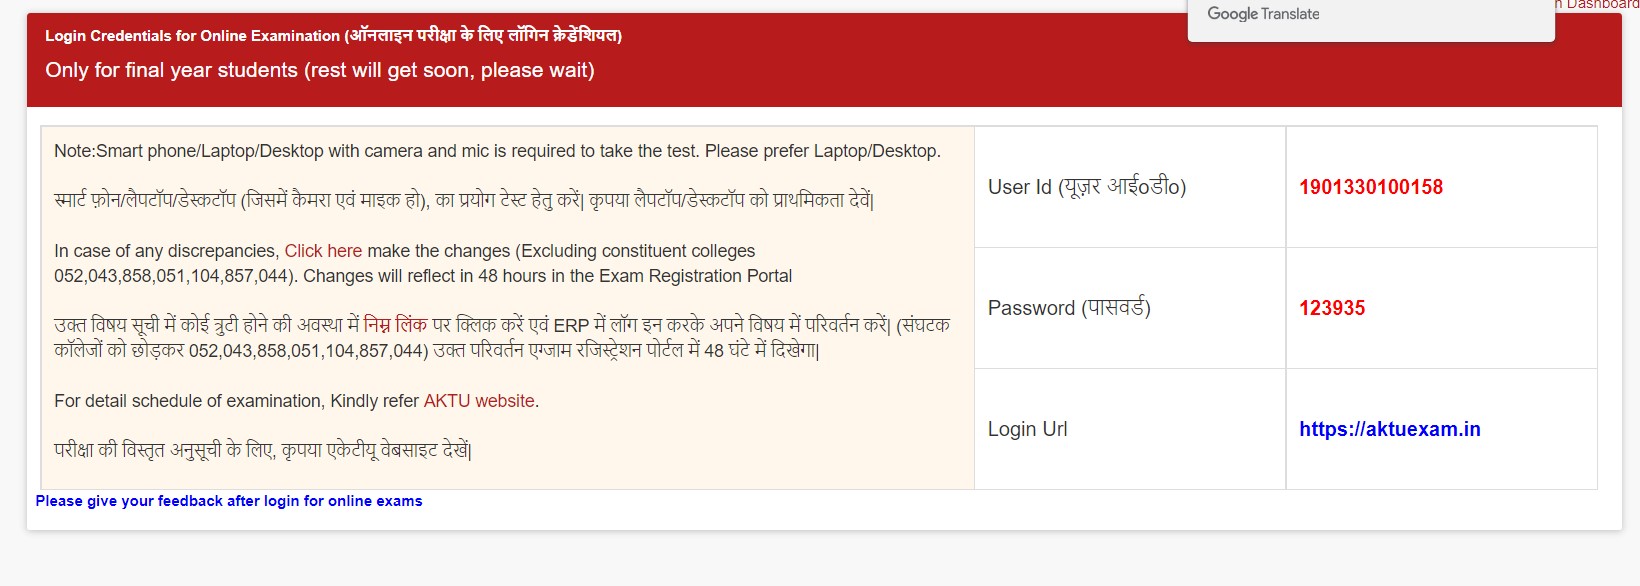 n Dashboard
Google Translate
Login Credentials for Online Examination (ऑनलाइन परीक्षा के लिए लॉगिन क्रेडेंशियल)
Only for final year students (rest will get soon, please wait)
Note:Smart phone/Laptop/Desktop with camera and mic is required to take the test. Please prefer Laptop/Desktop.
स्मार्ट फ़ोन/लैपटॉप/डेस्कटॉप (जिसमें कैमरा एवं माइक हो), का प्रयोग टेस्ट हेतु करें| कृपया लैपटॉप/डेस्कटॉप को प्राथमिकता देवें|
In case of any discrepancies, Click here make the changes (Excluding constituent colleges
052,043,858,051,104,857,044). Changes will reflect in 48 hours in the Exam Registration Portal
उक्त विषय सूची में कोई त्रुटी होने की अवस्था में निम्न लिंक पर क्लिक करें एवं ERP में लॉग इन करके अपने विषय में परिवर्तन करें| (संघटक
कॉलेजों को छोड़कर 052,043,858,051,104,857,044) उक्त परिवर्तन एग्जाम रजिस्ट्रेशन पोर्टल में 48 घंटे में दिखेगा|
For detail schedule of examination, Kindly refer AKTU website.
परीक्षा की विस्तृत अनुसूची के लिए, कृपया एकेटीयू वेबसाइट देखें|
User Id (यूज़र आईoडीo)
1901330100158
Password (पासवर्ड)
123935
Login Url
https://aktuexam.in
Please give your feedback after login for online exams